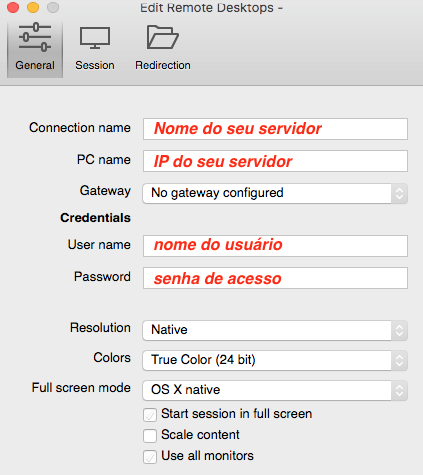 Edit Remote Desktops -
General Session Redirection
Connection name Nome do seu servidor
PC name IP do seu servidor
Gateway No gateway configured
Credentials
User name nome do usuário
Password senha de acesso
Resolution Native
Colors True Color (24 bit)
Full screen mode OS X native
Start session in full screen
Scale content
Use all monitors